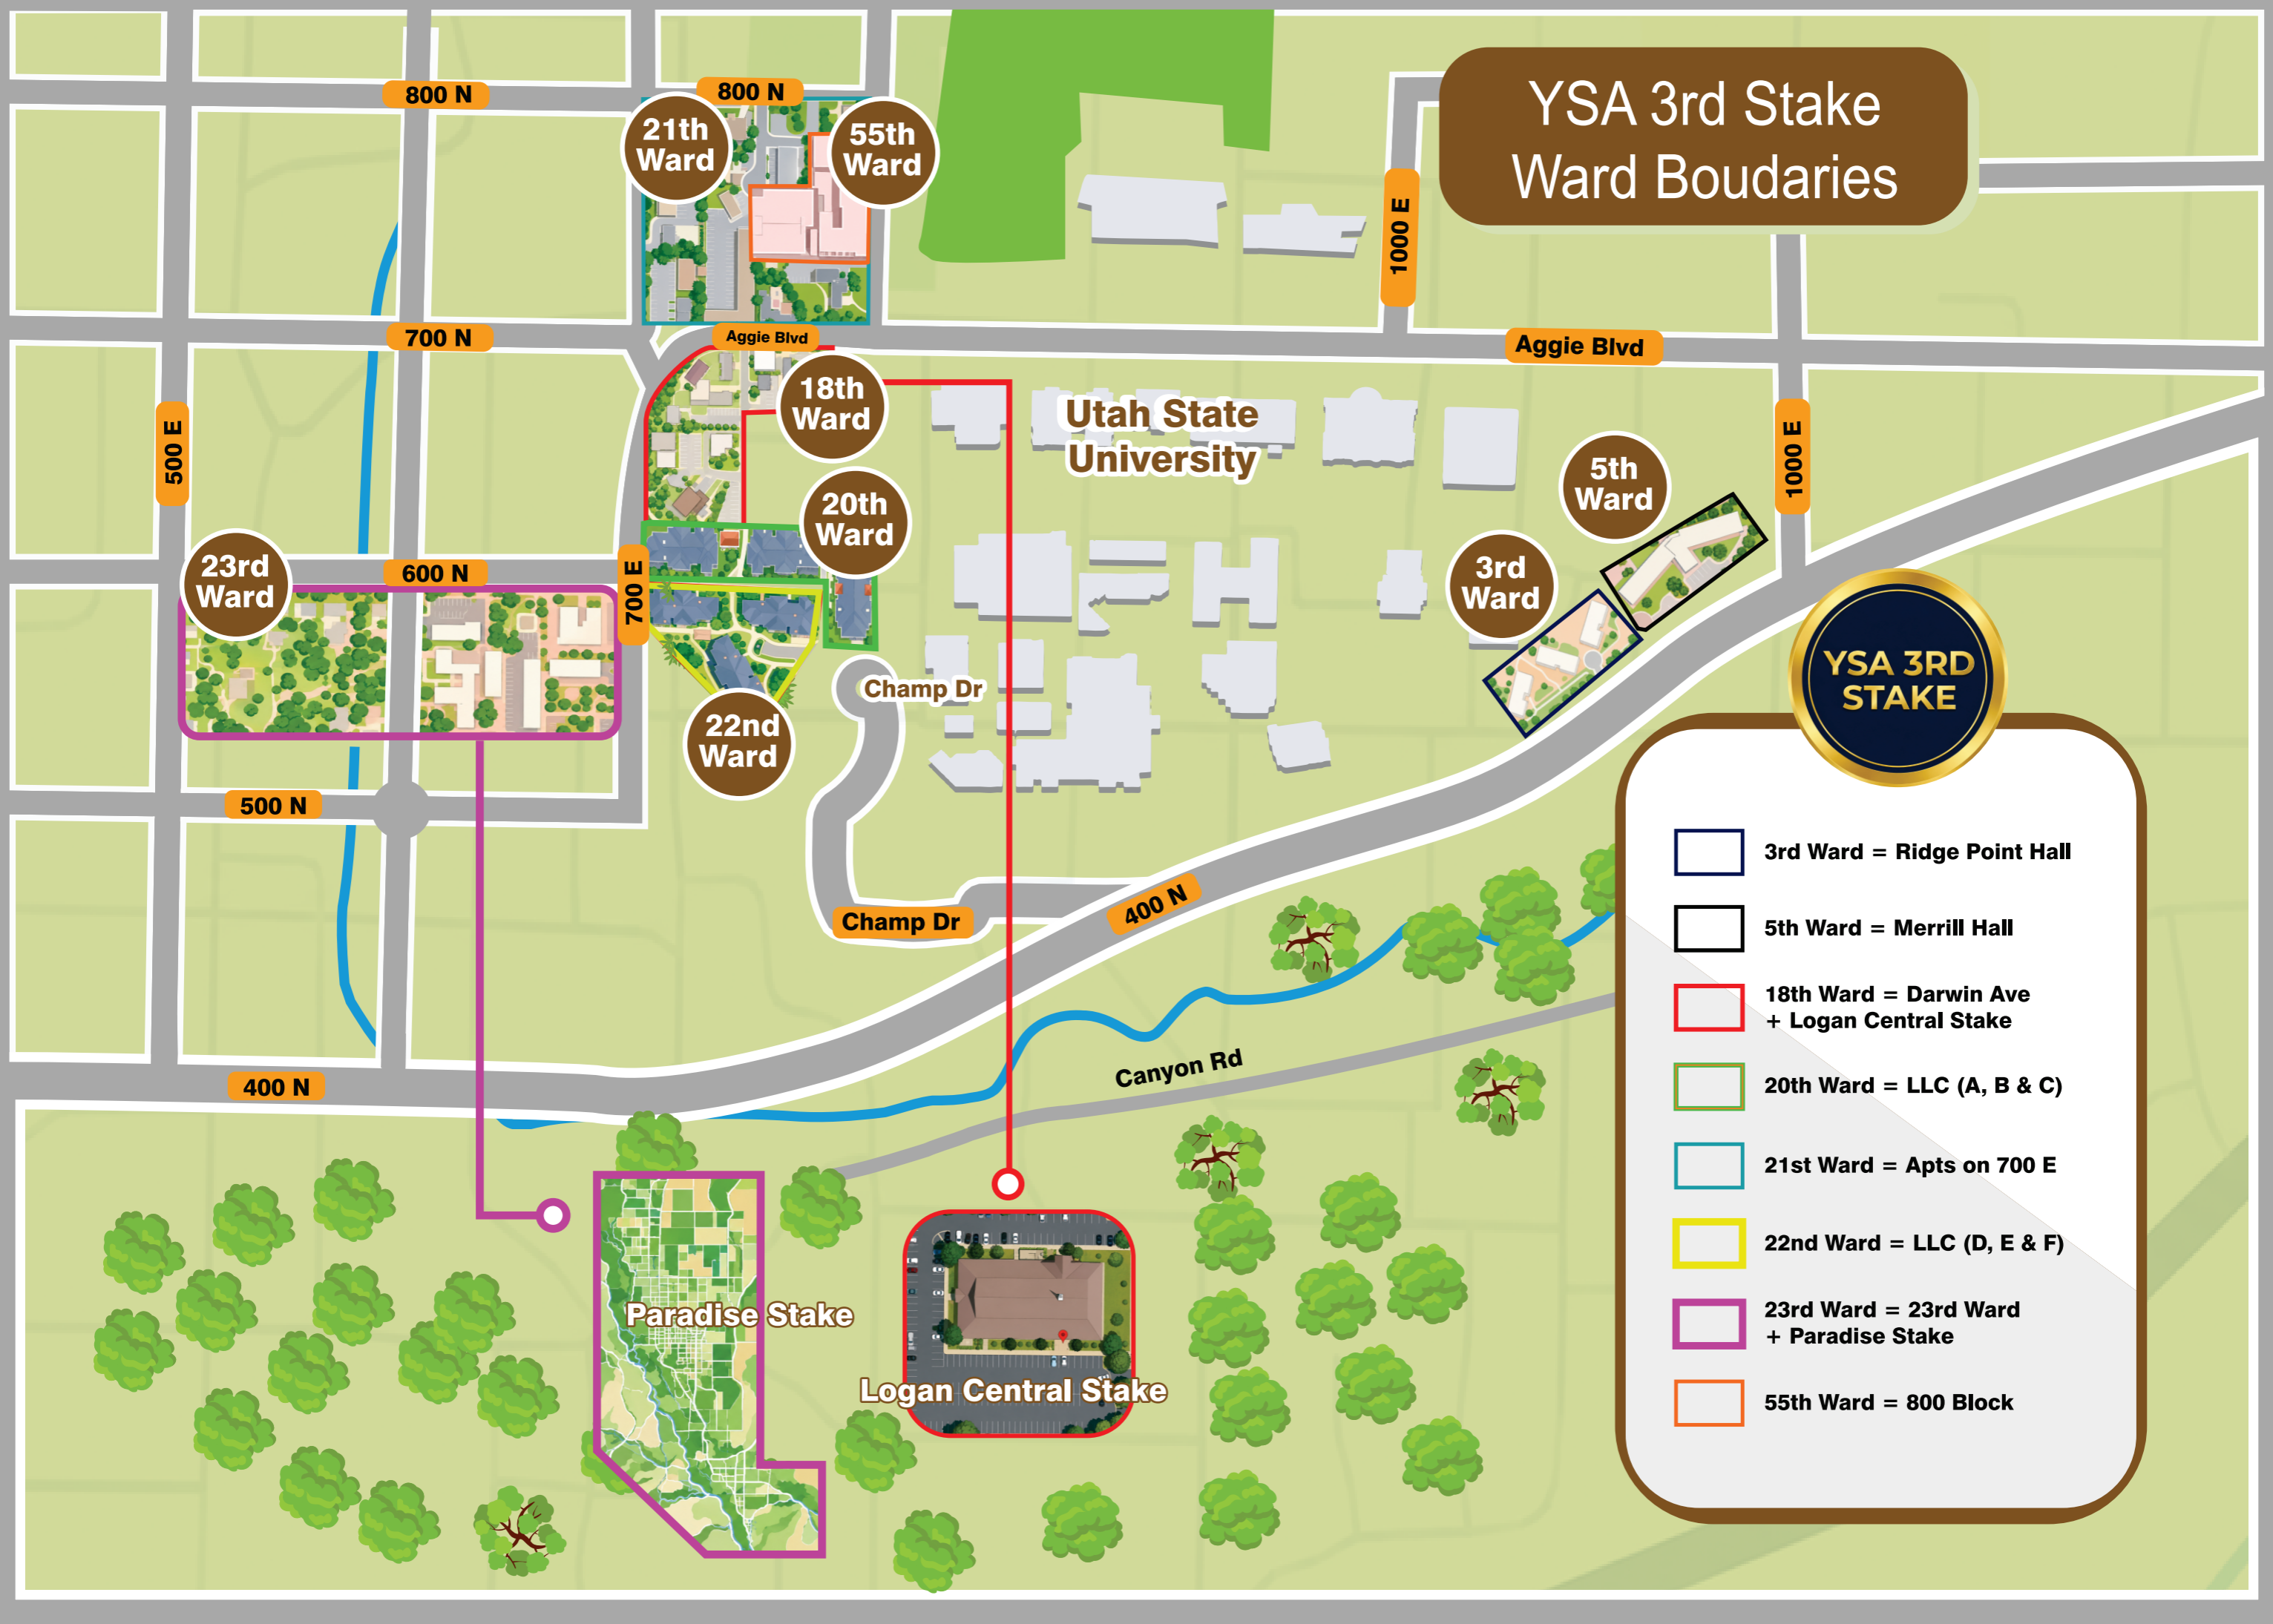 YSA 3rd Stake
Ward Boudaries
800 N
800 N
21th
Ward
55th
Ward
1000 E
700 N
Aggie Blvd
Aggie Blvd
18th
Ward
Utah State
University
500 E
1000 E
5th
Ward
20th
Ward
3rd
Ward
23rd
Ward
600 N
700 E
Champ Dr
22nd
Ward
YSA 3RD
STAKE
500 N
Champ Dr
400 N
400 N
Canyon Rd
Paradise Stake
Logan Central Stake
3rd Ward = Ridge Point Hall
5th Ward = Merrill Hall
18th Ward = Darwin Ave
+ Logan Central Stake
20th Ward = LLC (A, B & C)
21st Ward = Apts on 700 E
22nd Ward = LLC (D, E & F)
23rd Ward = 23rd Ward
+ Paradise Stake
55th Ward = 800 Block